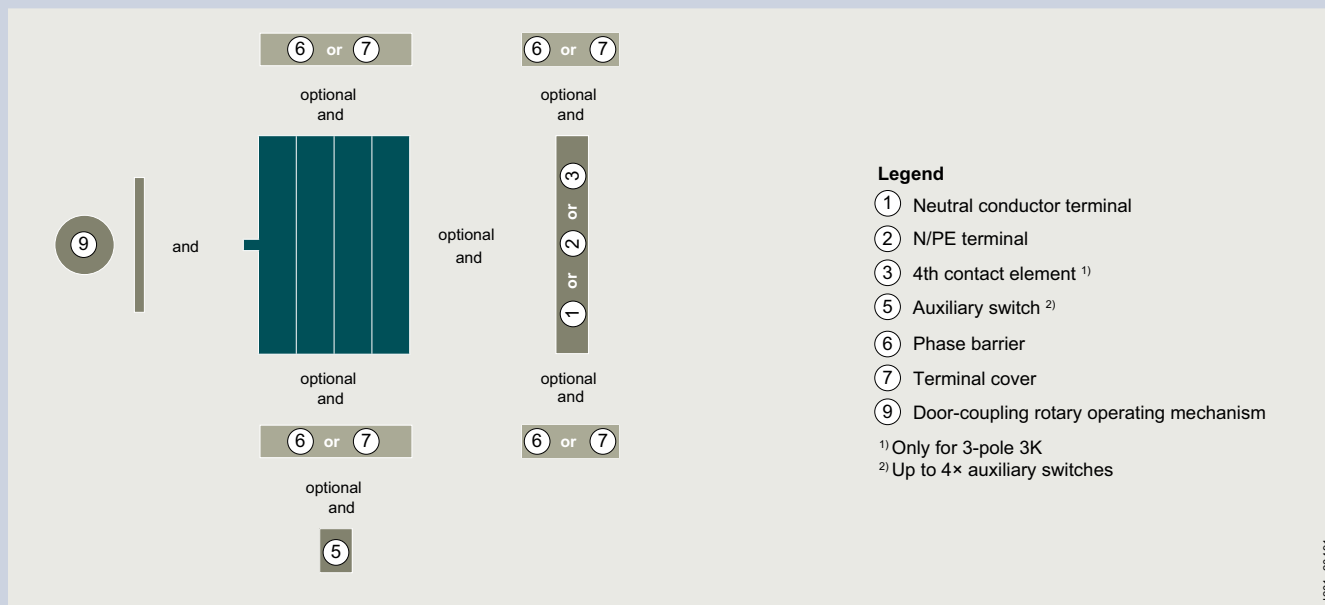 6 or 7
6 or 7
optional
and
optional
and
9
and
optional
and
1 or 2 or 3
optional
and
optional
and
6 or 7
6 or 7
optional
and
5
Legend
1 Neutral conductor terminal
2 N/PE terminal
3 4th contact element 1)
5 Auxiliary switch 2)
6 Phase barrier
7 Terminal cover
9 Door-coupling rotary operating mechanism
1) Only for 3-pole 3K
2) Up to 4× auxiliary switches